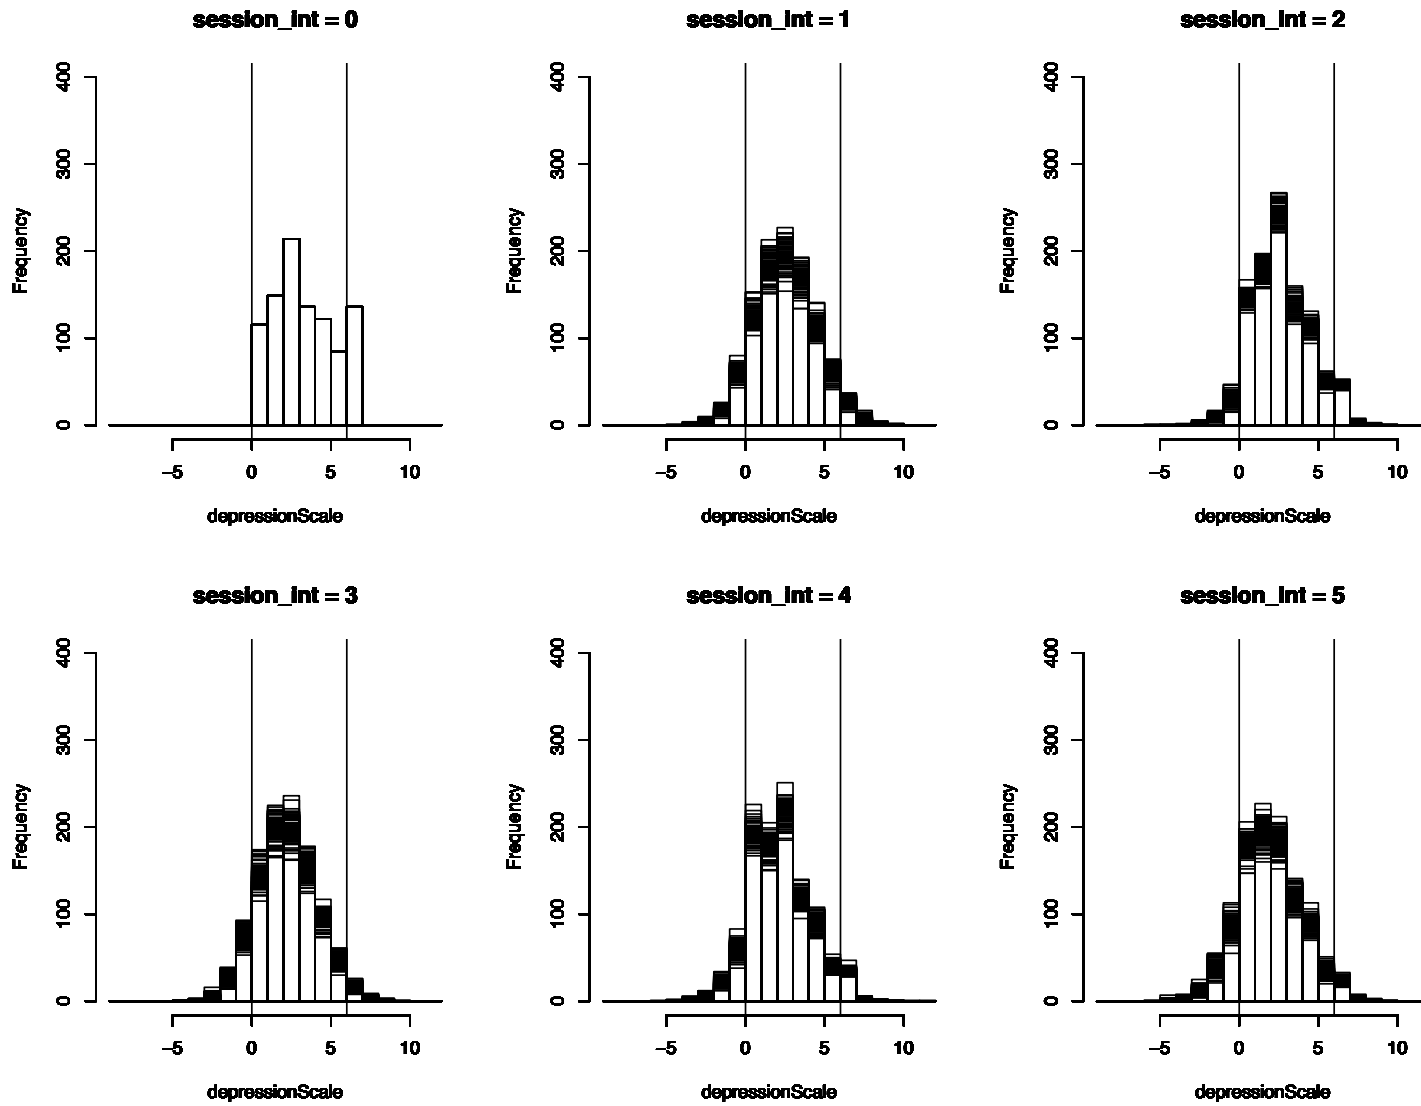 session_int = 0
session_int = 1
session_int = 2
400
300
200
100
0
Frequency
−5 0 5 10
depressionScale
400
300
200
100
0
Frequency
−5 0 5 10
depressionScale
400
300
200
100
0
Frequency
−5 0 5 10
depressionScale
session_int = 3
session_int = 4
session_int = 5
400
300
200
100
0
Frequency
−5 0 5 10
depressionScale
400
300
200
100
0
Frequency
−5 0 5 10
depressionScale
400
300
200
100
0
Frequency
−5 0 5 10
depressionScale